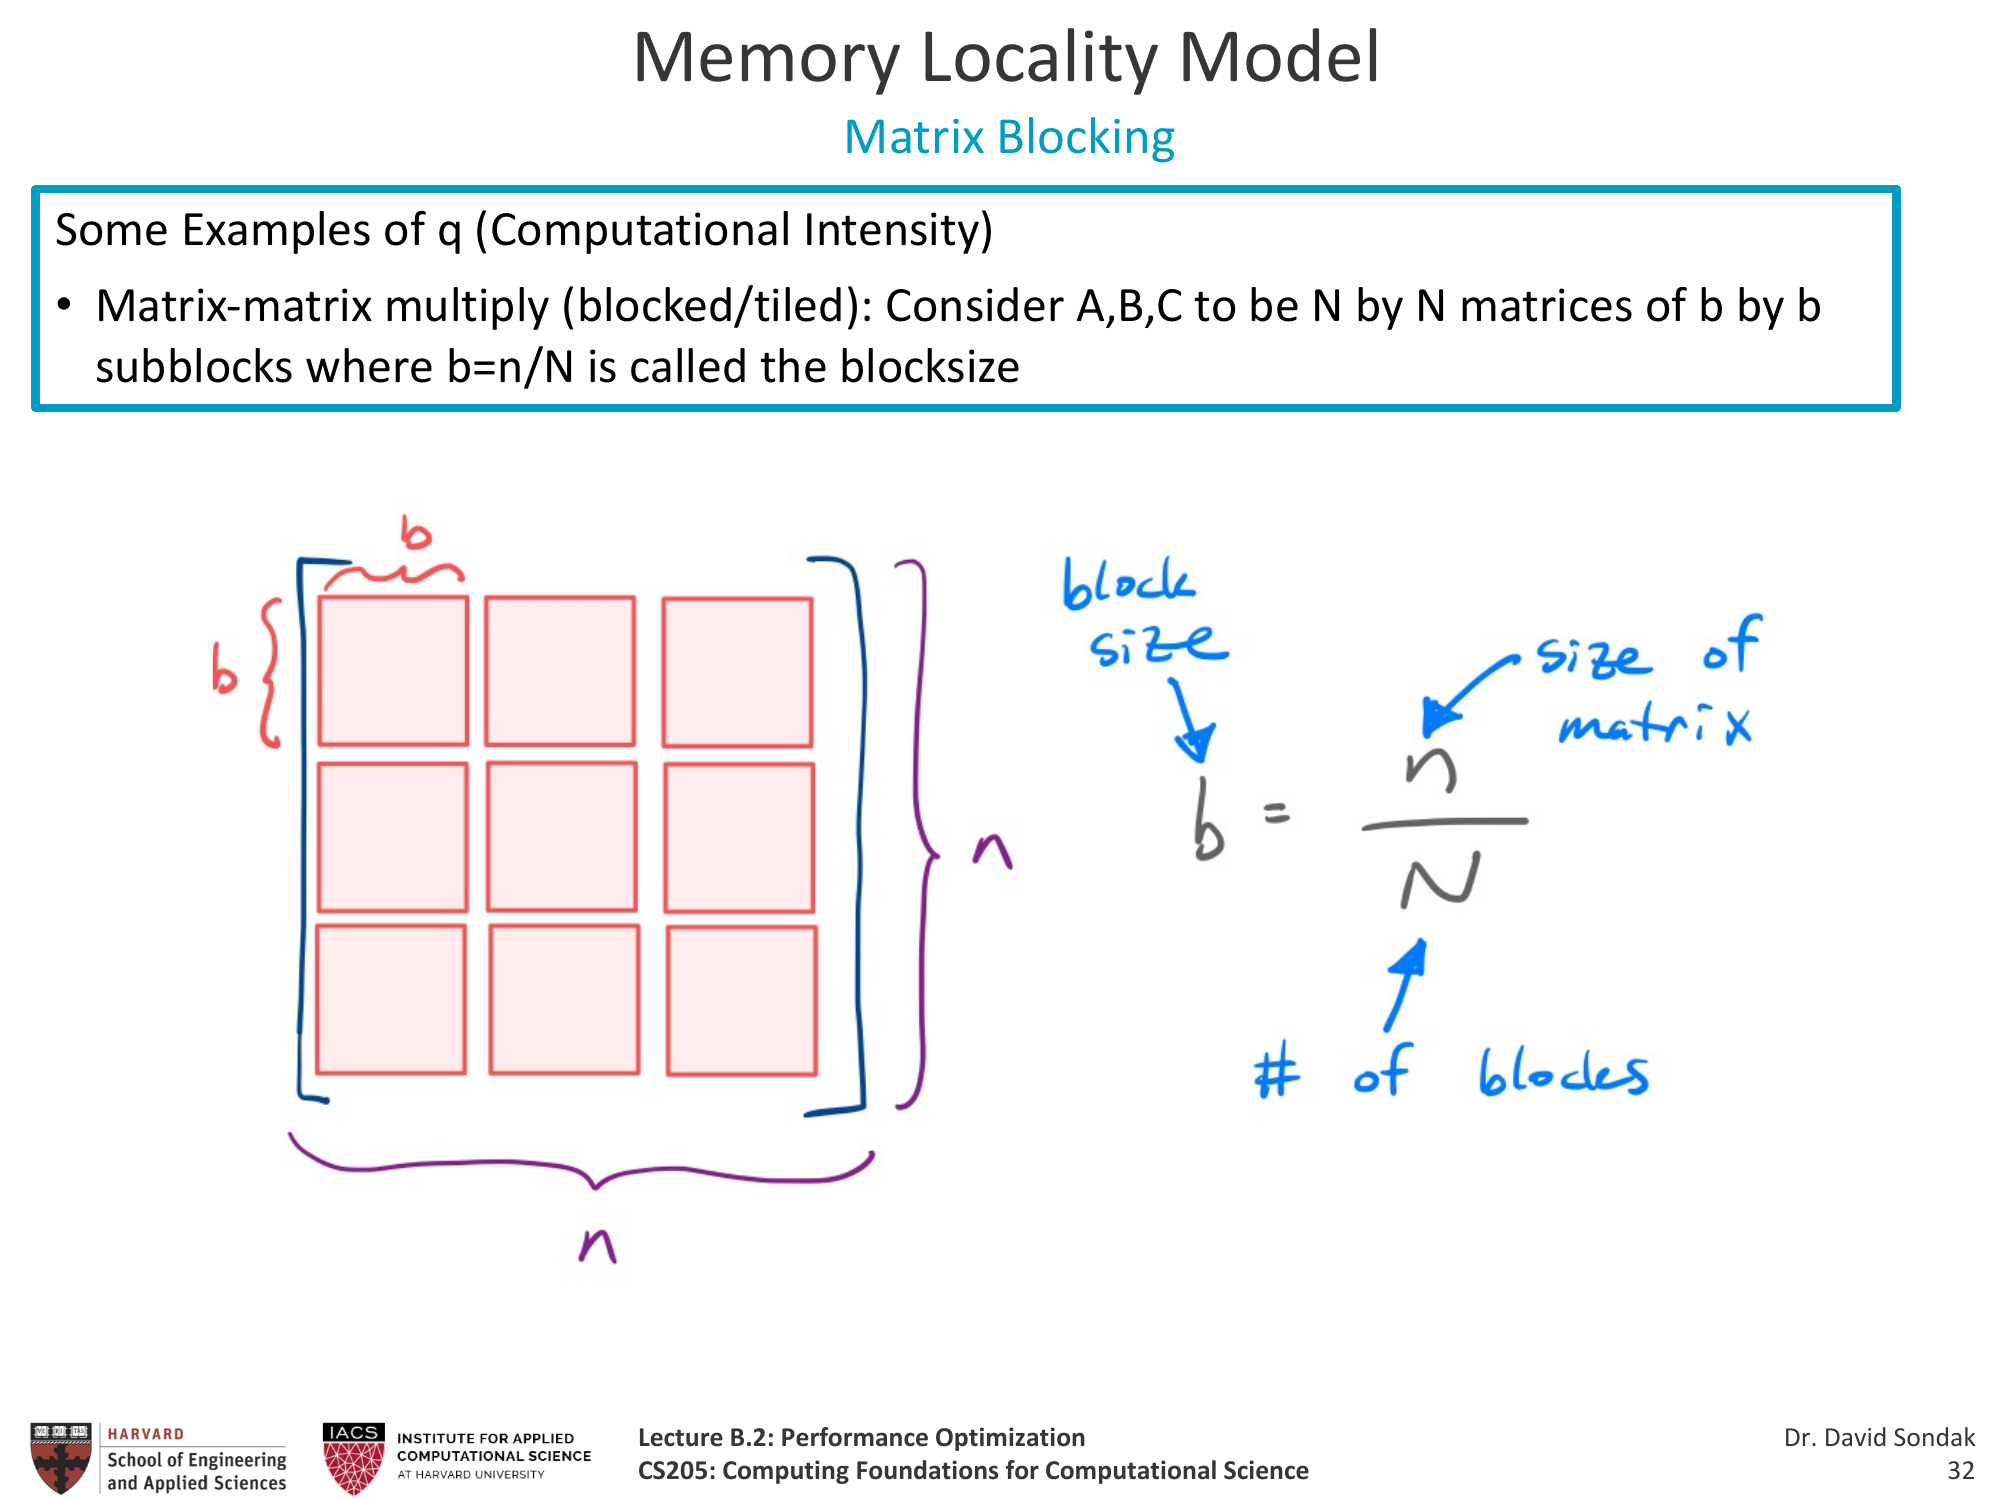 Memory Locality Model
Matrix Blocking
Some Examples of q (Computational Intensity)
• Matrix-matrix multiply (blocked/tiled): Consider A,B,C to be N by N matrices of b by b
subblocks where b=n/N is called the blocksize
b
b
n
n
block
size
size of
matrix
b = n
N
# of blocks
HARVARD
School of Engineering
and Applied Sciences
IACS
INSTITUTE FOR APPLIED
COMPUTATIONAL SCIENCE
AT HARVARD UNIVERSITY
Lecture B.2: Performance Optimization
CS205: Computing Foundations for Computational Science
Dr. David Sondak
32